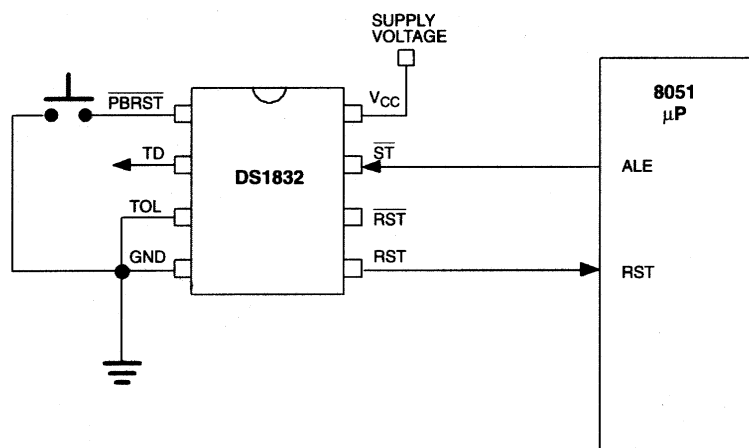 SUPPLY
VOLTAGE
8051
μP
PBRST
VCC
TD
DS1832
ST
ALE
TOL
RST
GND
RST
RST